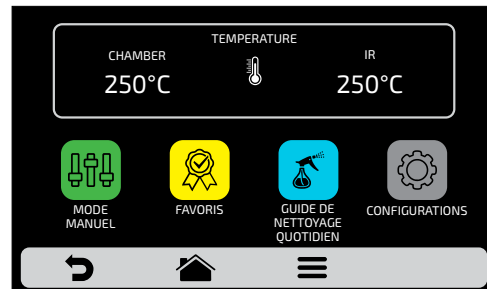 TEMPERATURE
CHAMBER
IR
250°C
250°C
MODE
MANUEL
FAVORIS
GUIDE DE
NETTOYAGE
QUOTIDIEN
CONFIGURATIONS